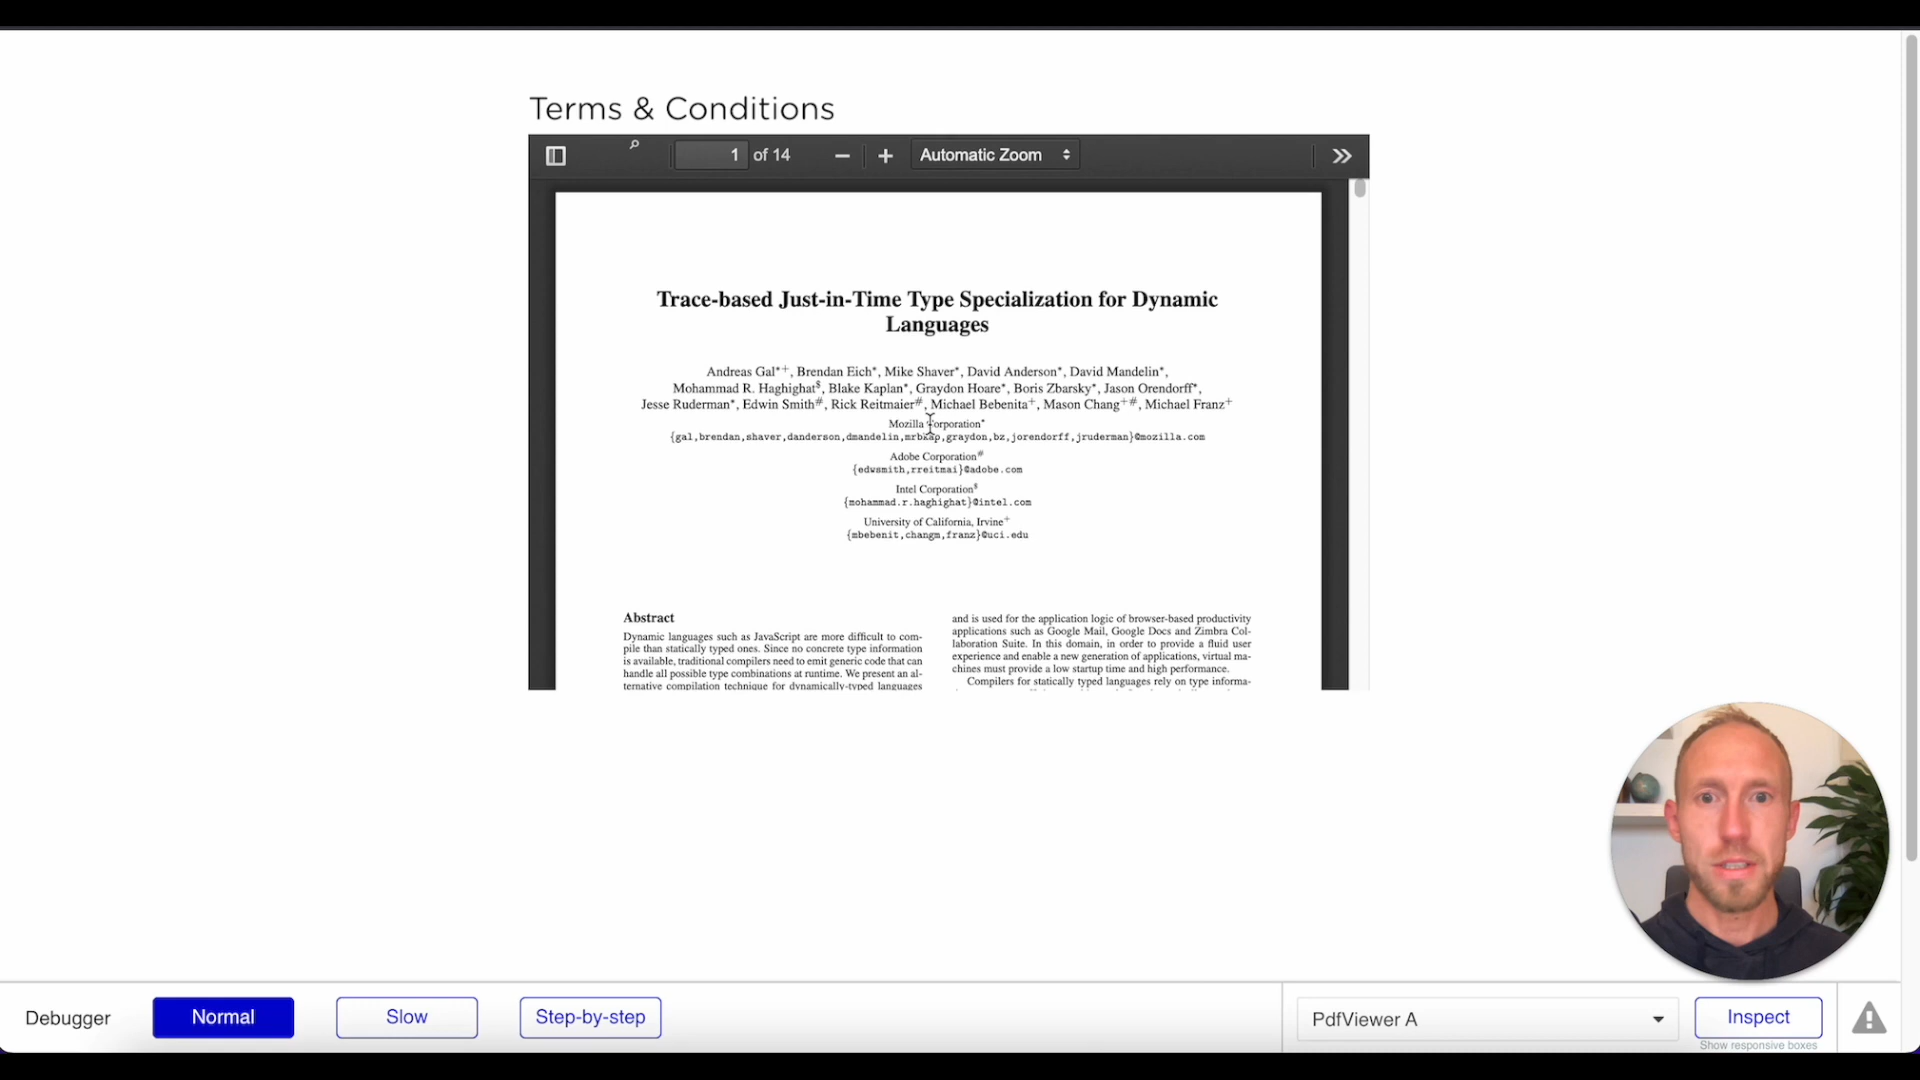 Terms & Conditions
1 of 14
Automatic Zoom
Trace-based Just-in-Time Type Specialization for Dynamic
Languages
Andreas Gal*+, Brendan Eich*, Mike Shaver*, David Anderson*, David Mandelin*,
Mohammad R. Haghighat$, Blake Kaplan*, Graydon Hoare*, Boris Zbarsky*, Jason Orendorff*,
Jesse Ruderman*, Edwin Smith#, Rick Reitmaier#, Michael Bebenita+, Mason Chang+#, Michael Franz+
Mozilla Corporation*
{gal,brendan,shaver,danderson,dmandelin,mrbkap,graydon,bz,jorendorff,jruderman}@mozilla.com
Adobe Corporation#
{edwsmith,rreitmai}@adobe.com
Intel Corporation$
{mohammad.r.haghighat}@intel.com
University of California, Irvine+
{mbebenit,changm,franz}@uci.edu
Abstract
Dynamic languages such as JavaScript are more difficult to com-
pile than statically typed ones. Since no concrete type information
is available, traditional compilers need to emit generic code that can
handle all possible type combinations at runtime. We present an al-
ternative compilation technique for dynamically-typed languages
and is used for the application logic of browser-based productivity
applications such as Google Mail, Google Docs and Zimbra Col-
laboration Suite. In this domain, in order to provide a fluid user
experience and enable a new generation of applications, virtual ma-
chines must provide a low startup time and high performance.
Compilers for statically typed languages rely on type informa-
Debugger
Normal
Slow
Step-by-step
PdfViewer A
Inspect
Show responsive boxes